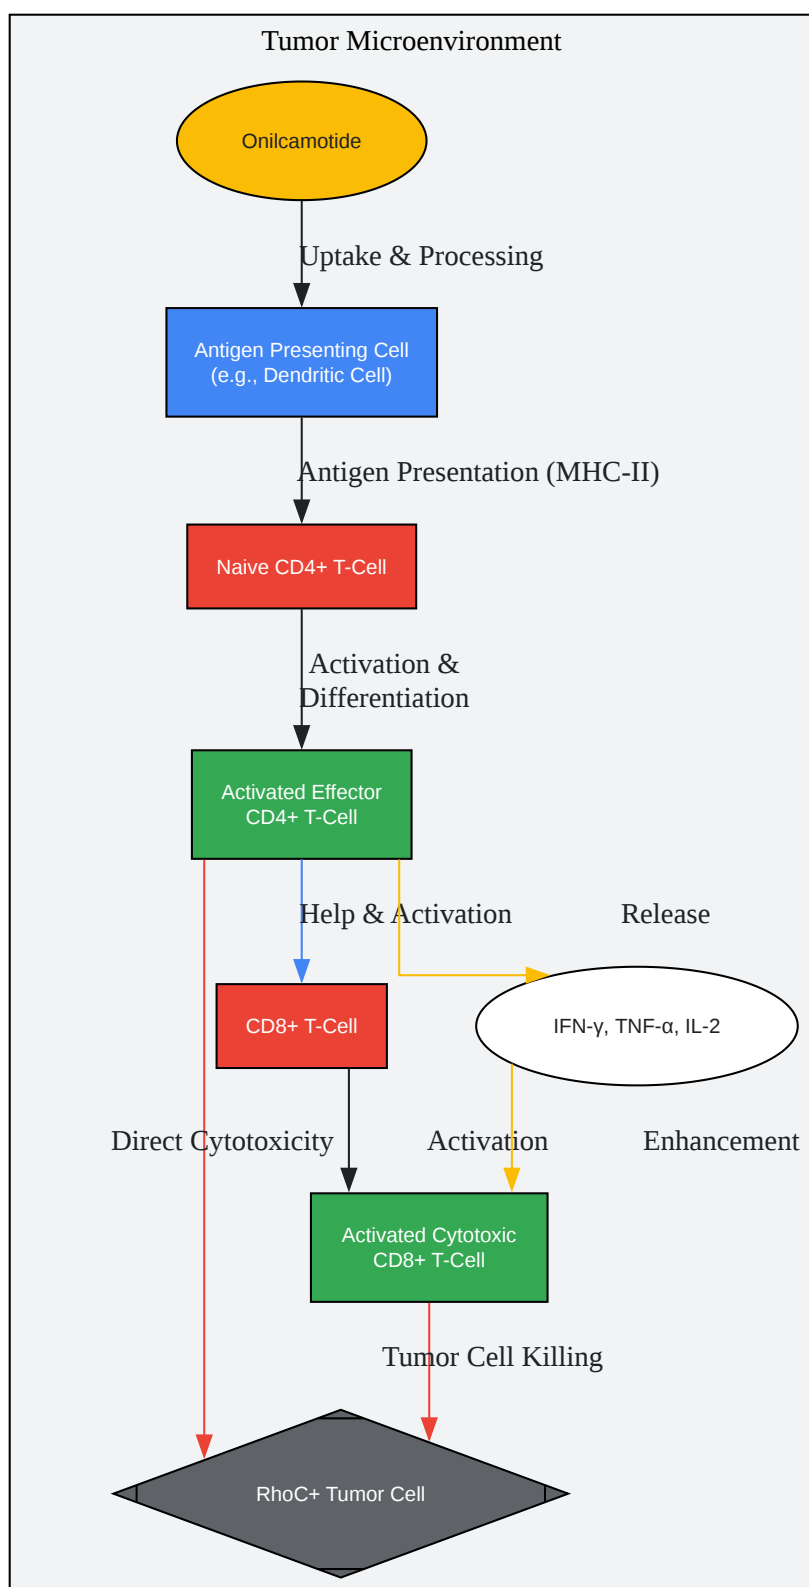 Tumor Microenvironment
Onilcamotide
Uptake & Processing
Antigen Presenting Cell
(e.g., Dendritic Cell)
Antigen Presentation (MHC-II)
Naive CD4+ T-Cell
Activation &
Differentiation
Activated Effector
CD4+ T-Cell
Help & Activation
Release
CD8+ T-Cell
IFN-γ, TNF-α, IL-2
Direct Cytotoxicity
Activation
Enhancement
Activated Cytotoxic
CD8+ T-Cell
Tumor Cell Killing
RhoC+ Tumor Cell